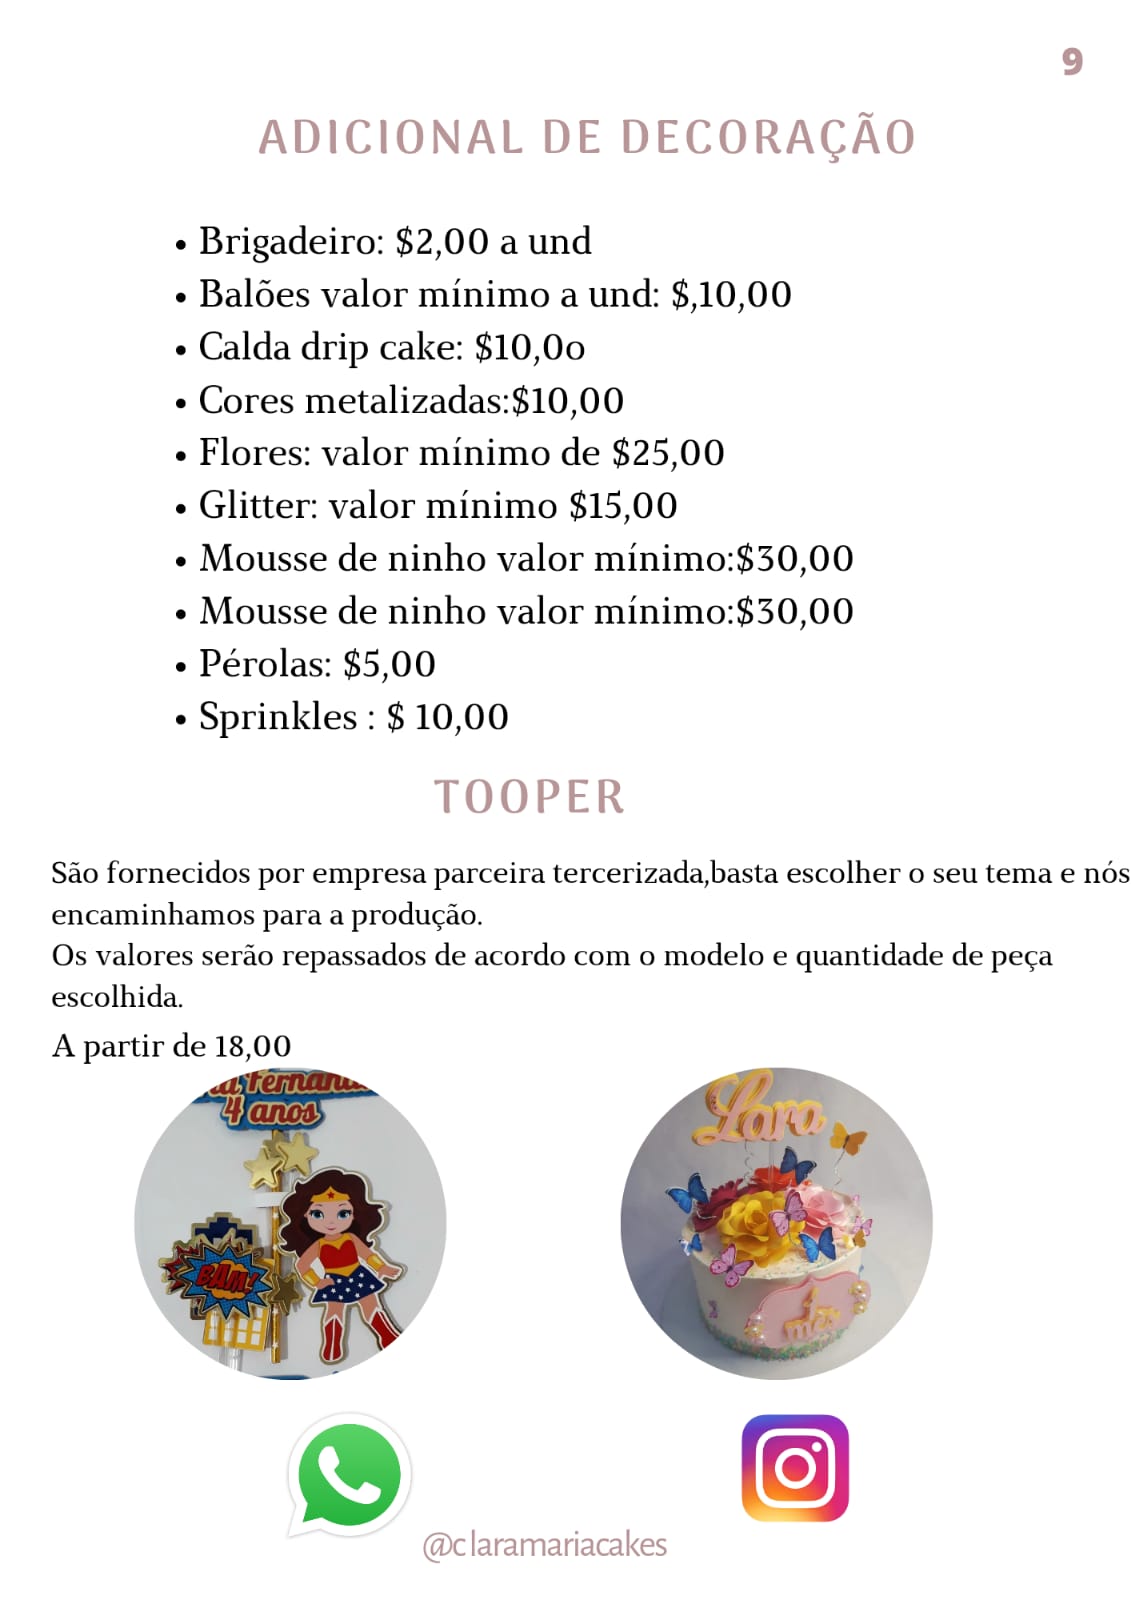 9
ADICIONAL DE DECORAÇÃO
• Brigadeiro: $2,00 a und
• Balões valor mínimo a und: $,10,00
• Calda drip cake: $10,0o
• Cores metalizadas:$10,00
• Flores: valor mínimo de $25,00
• Glitter: valor mínimo $15,00
• Mousse de ninho valor mínimo:$30,00
• Mousse de ninho valor mínimo:$30,00
• Pérolas: $5,00
• Sprinkles : $ 10,00
TOOPER
São fornecidos por empresa parceira tercerizada,basta escolher o seu tema e nós
encaminhamos para a produção.
Os valores serão repassados de acordo com o modelo e quantidade de peça
escolhida.
A partir de 18,00
4 anos
BAM!
Lara
1
mês
@claramariacakes